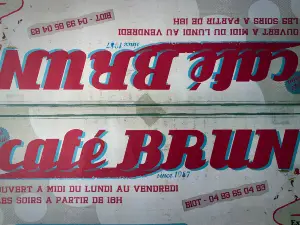 LES SOIRS A PARTIR DE 18H
OUVERT A MIDI DU LUNDI AU VENDREDI
BIOT - 04 93 65 04 83
café BRUN
SINCE 1947
café BRUN
SINCE 1947
OUVERT A MIDI DU LUNDI AU VENDREDI
LES SOIRS A PARTIR DE 18H
BIOT - 04 93 65 04 83